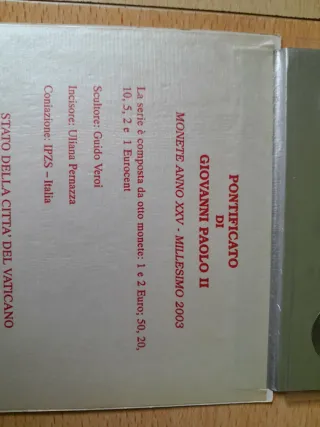 PONTIFICATO
DI
GIOVANNI PAOLO II
MONETE ANNO XXV - MILLESIMO 2003
La serie è composta da otto monete: 1 e 2 Euro; 50, 20,
10, 5, 2 e 1 Eurocent
Scultore: Guido Veroi
Incisore: Uliana Pernazza
Coniazione: IPZS – Italia
STATO DELLA CITTA' DEL VATICANO